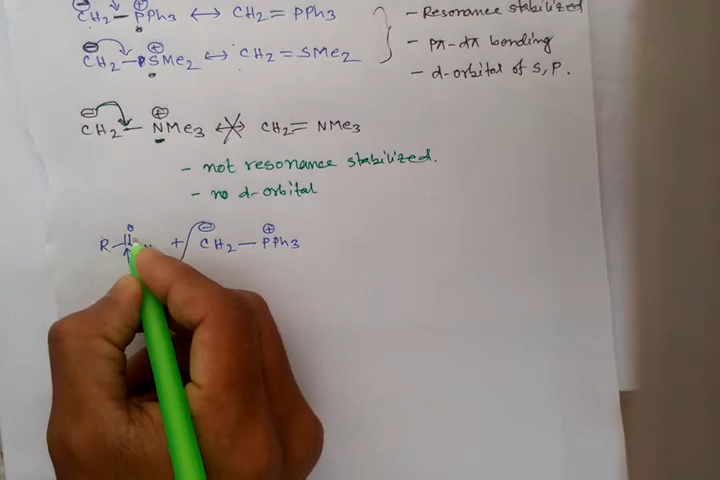 ⊖CH2 — ⊕PPh3 ↔ CH2=PPh3
- Resonance stabilized
⊖CH2 — ⊕SMe2 ↔ CH2=SMe2
- pπ-dπ bonding
- d-orbital of S, P.
⊖CH2 — ⊕NMe3 CH2=NMe3
- not resonance stabilized.
- no d-orbital
O
R + ⊖CH2 — ⊕PPh3